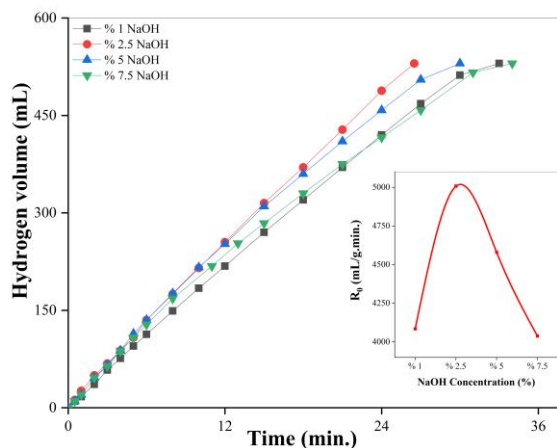 600
450
300
150
0
Hydrogen volume (mL)
% 1 NaOH
% 2.5 NaOH
% 5 NaOH
% 7.5 NaOH
0
12
24
36
Time (min.)
5000
4750
4500
4250
4000
R₀ (mL/g.min.)
% 1
% 2.5
% 5
% 7.5
NaOH Concentration (%)